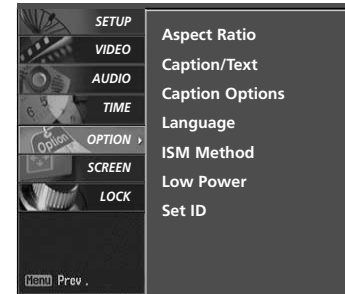 SETUP
VIDEO
AUDIO
TIME
OPTION
SCREEN
LOCK
Menu Prev.
Aspect Ratio
Caption/Text
Caption Options
Language
ISM Method
Low Power
Set ID